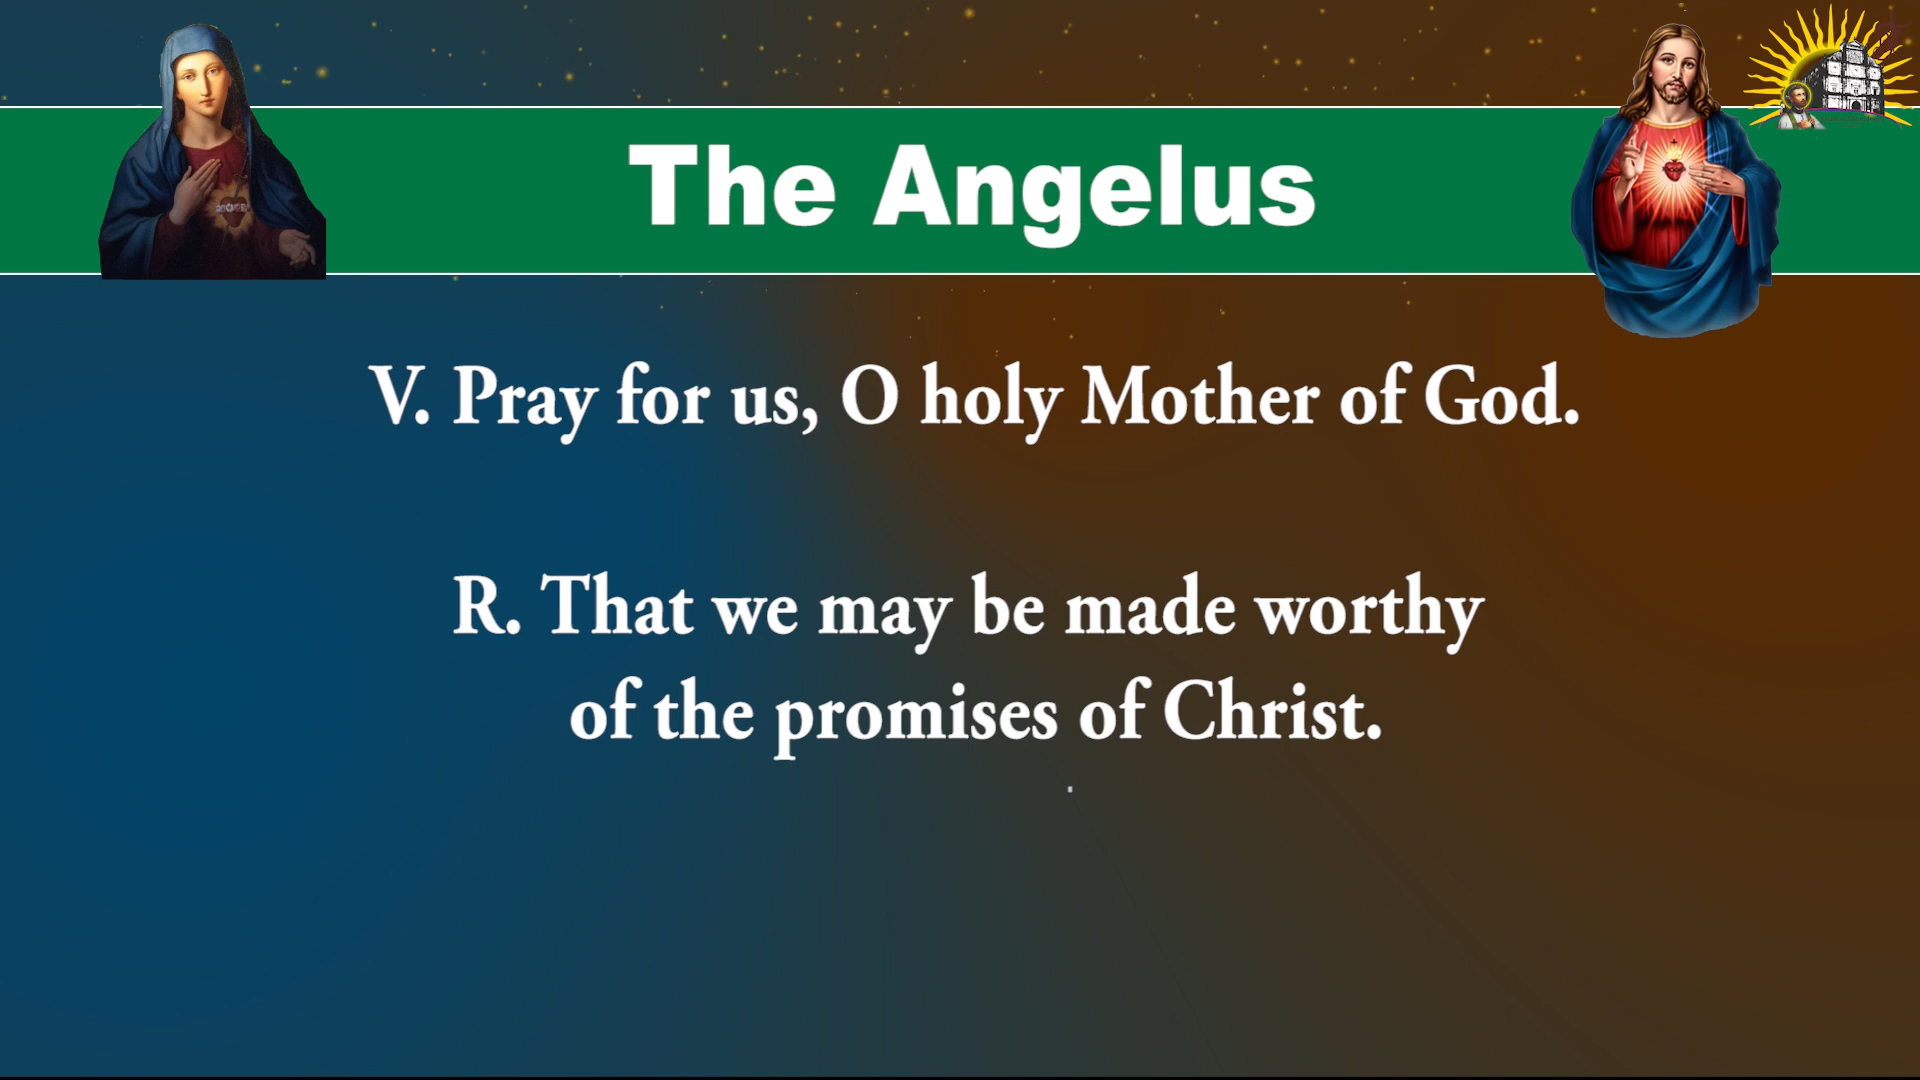 The Angelus
V. Pray for us, O holy Mother of God.
R. That we may be made worthy
of the promises of Christ.